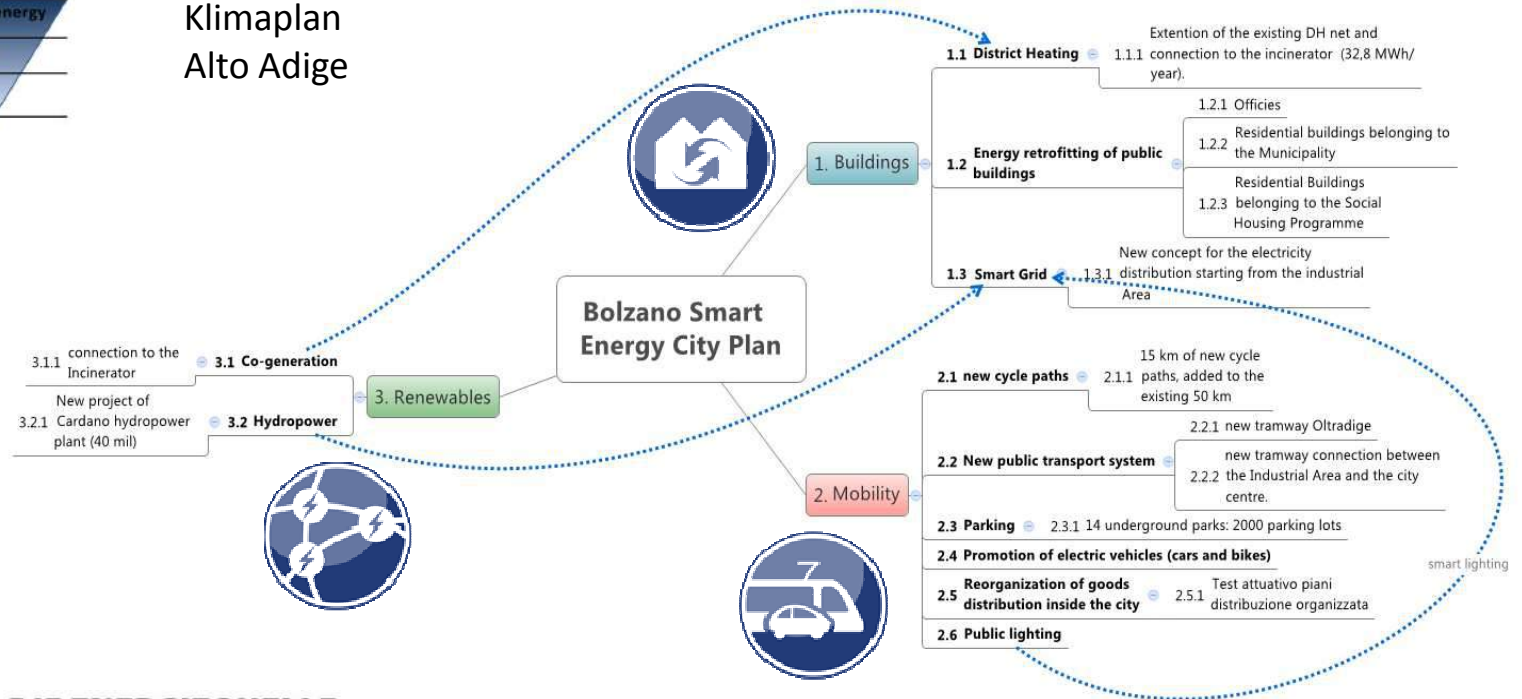 energy
Klimaplan
Alto Adige
Bolzano Smart
Energy City Plan
1. Buildings
1.1 District Heating
1.1.1 Extention of the existing DH net and
connection to the incinerator (32,8 MWh/
year).
1.2 Energy retrofitting of public
buildings
1.2.1 Officies
1.2.2 Residential buildings belonging to
the Municipality
1.2.3 Residential Buildings
belonging to the Social
Housing Programme
1.3 Smart Grid
1.3.1 New concept for the electricity
distribution starting from the industrial
Area
2. Mobility
2.1 new cycle paths
2.1.1 15 km of new cycle
paths, added to the
existing 50 km
2.2 New public transport system
2.2.1 new tramway Oltradige
2.2.2 new tramway connection between
the Industrial Area and the city
centre.
2.3 Parking
2.3.1 14 underground parks: 2000 parking lots
2.4 Promotion of electric vehicles (cars and bikes)
2.5 Reorganization of goods
distribution inside the city
2.5.1 Test attuativo piani
distribuzione organizzata
2.6 Public lighting
smart lighting
3. Renewables
3.1 Co-generation
3.1.1 connection to the
Incinerator
3.2 Hydropower
3.2.1 New project of
Cardano hydropower
plant (40 mil)